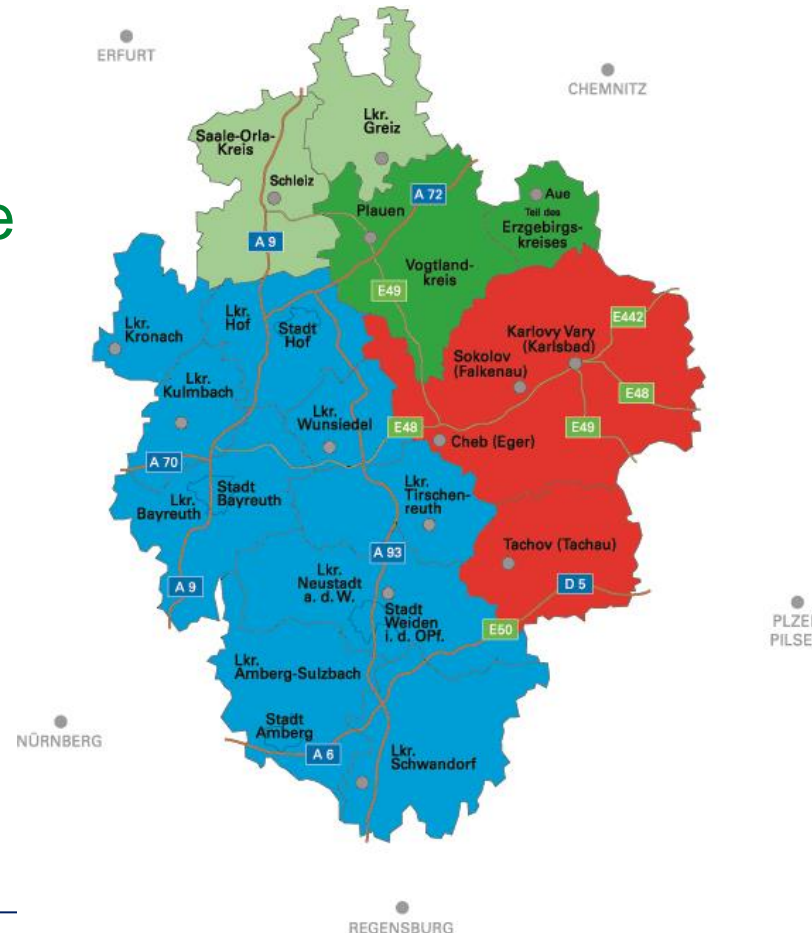 ERFURT
CHEMNITZ
Lkr.
Greiz
Saale-Orla-
Kreis
Schleiz
A 72
Aue
Plauen
Teil des
Erzgebirgs-
kreises
e
A 9
Vogtland-
kreis
E49
Lkr.
Hof
Stadt
Hof
Lkr.
Kronach
E442
Karlovy Vary
(Karlsbad)
Sokolov
(Falkenau)
Lkr.
Kulmbach
E48
Lkr.
Wunsiedel
E48
E49
Cheb (Eger)
A 70
Stadt
Bayreuth
Lkr.
Bayreuth
Lkr.
Tirschen-
reuth
Tachov (Tachau)
A 93
A 9
Lkr.
Neustadt
a. d. W.
D 5
Stadt
Weiden
i. d. OPf.
E50
PLZE
PILSE
Lkr.
Amberg-Sulzbach
Stadt
Amberg
NÜRNBERG
A 6
Lkr.
Schwandorf
REGENSBURG